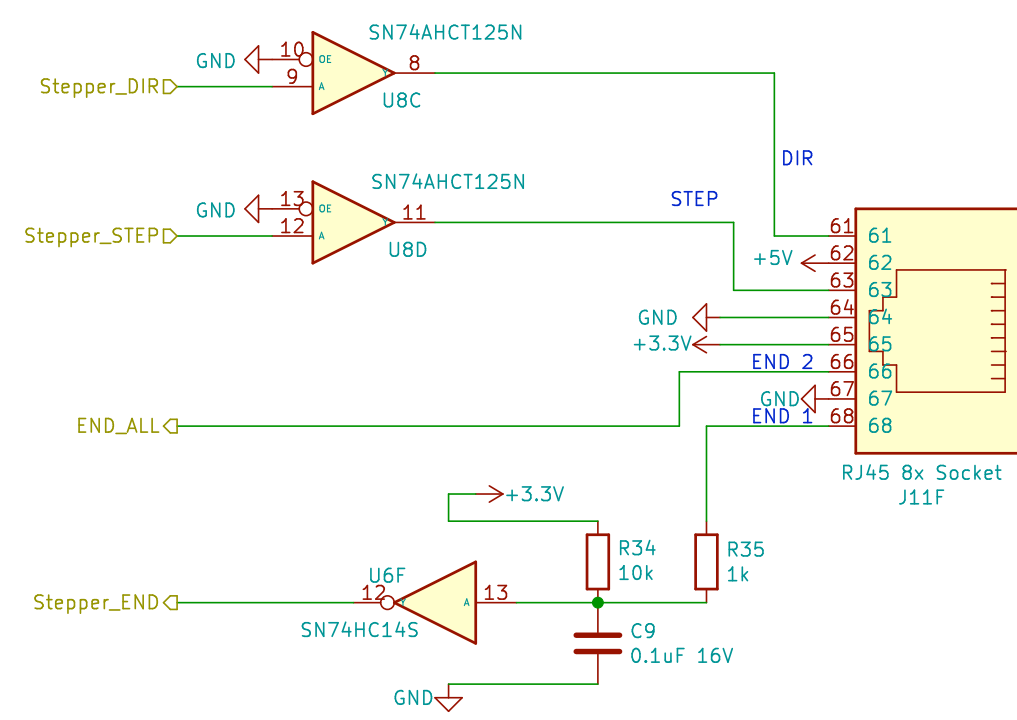 SN74AHCT125N
GND
10
OE
8
Stepper_DIR
9
A
Y
U8C
DIR
SN74AHCT125N
STEP
GND
13
OE
11
Stepper_STEP
12
A
Y
U8D
61 61
+5V
62 62
63 63
GND
64 64
+3.3V
65 65
END 2
66 66
GND
67 67
END_ALL
END 1
68 68
RJ45 8x Socket
J11F
+3.3V
R34
10k
R35
1k
U6F
Stepper_END
12
Y
A
13
SN74HC14S
C9
0.1uF 16V
GND